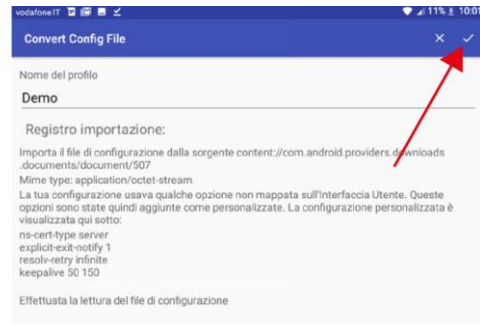 vodafone IT 11% 10:01
Convert Config File
Nome del profilo
Demo
Registro importazione:
Importa il file di configurazione dalla sorgente content://com.android.providers.downloads
.documents/document/507
Mime type: application/octet-stream
La tua configurazione usava qualche opzione non mappata sull'Interfaccia Utente. Queste
opzioni sono state quindi aggiunte come personalizzate. La configurazione personalizzata è
visualizzata qui sotto:
ns-cert-type server
explicit-exit-notify 1
resolv-retry infinite
keepalive 50 150
Effettuata la lettura del file di configurazione